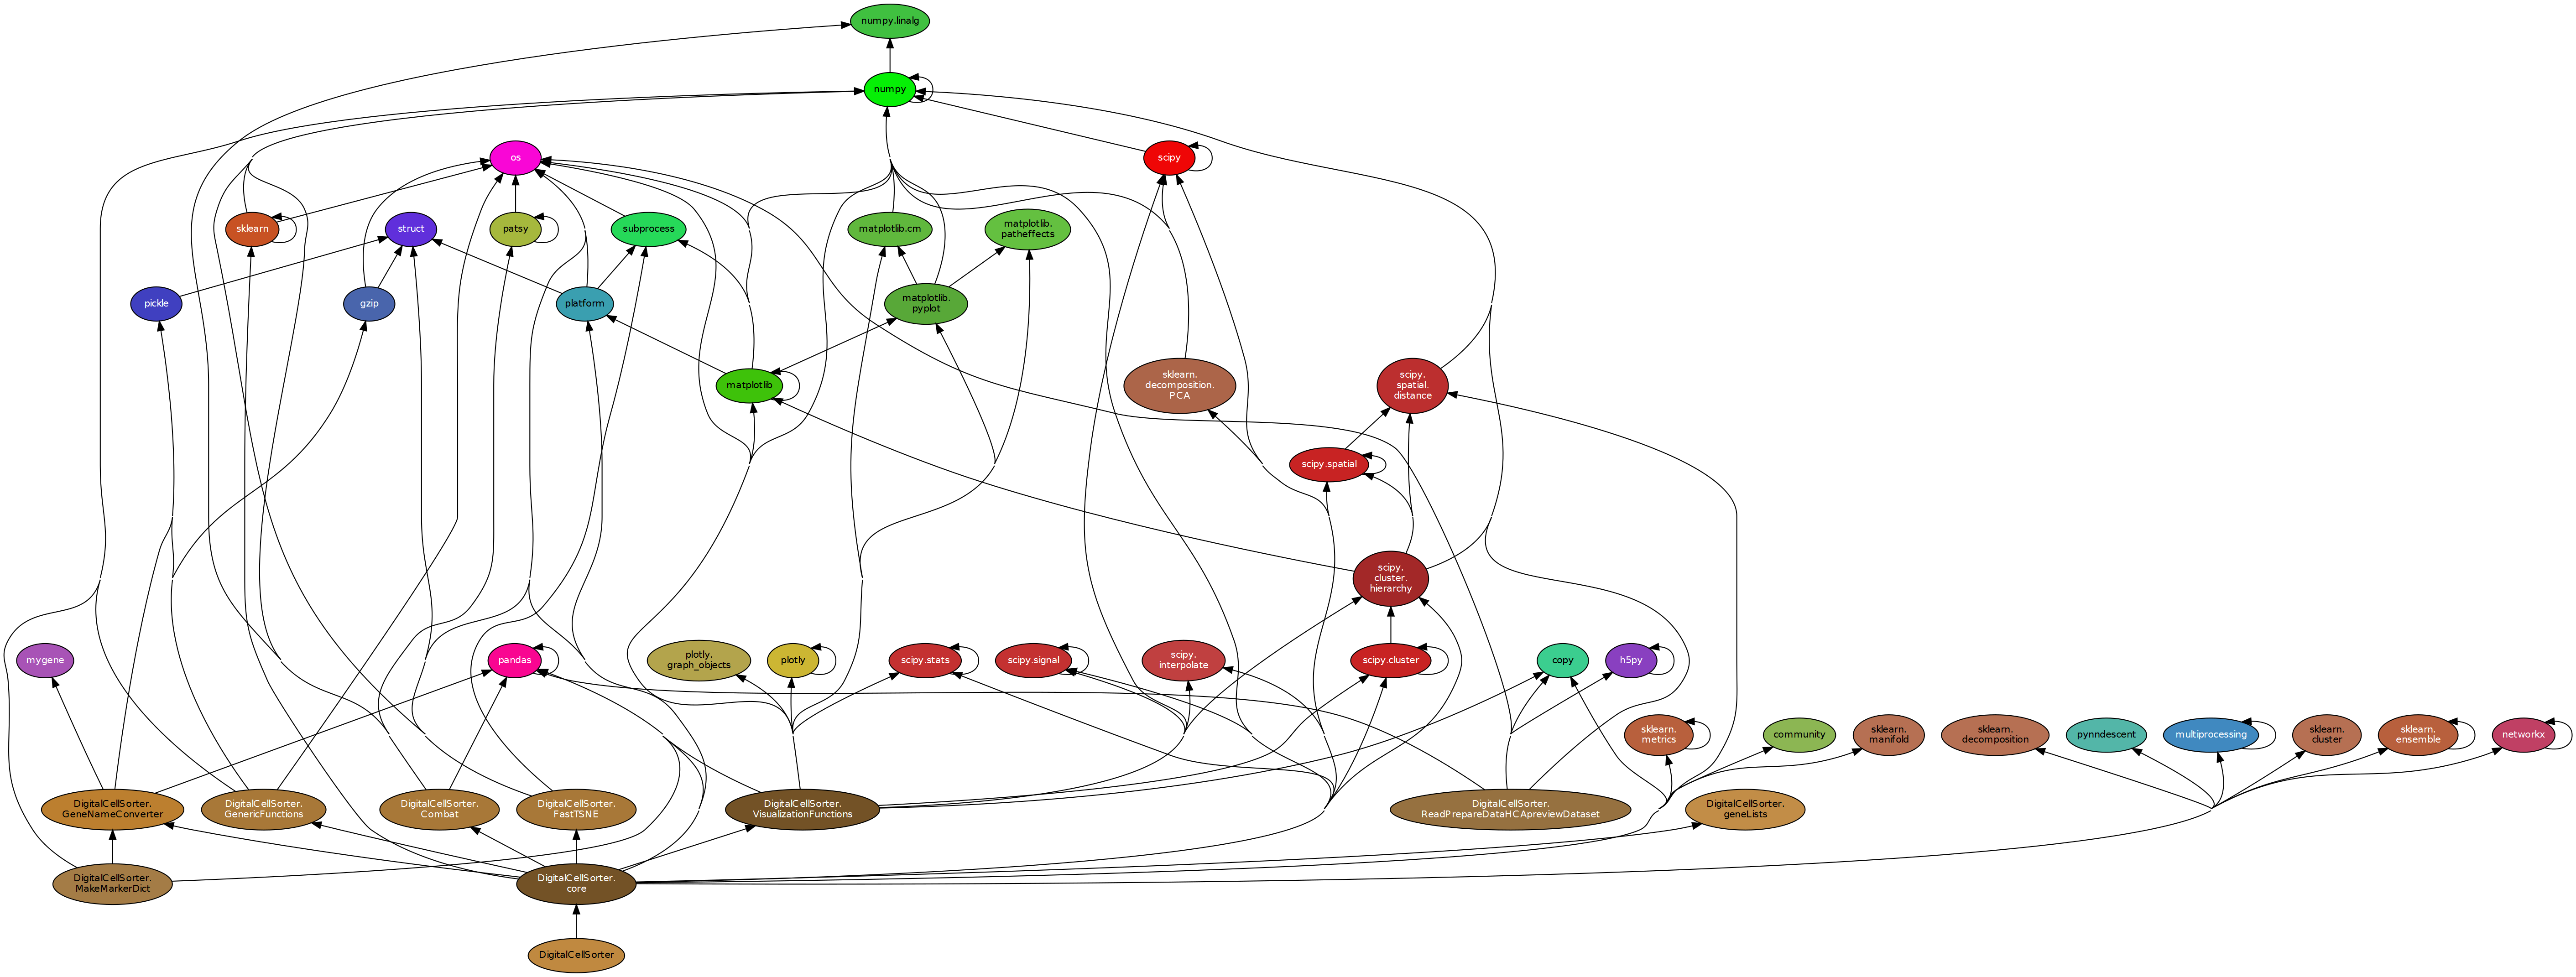 numpy.linalg
numpy
os
scipy
sklearn
struct
patsy
subprocess
matplotlib.cm
matplotlib.
patheffects
pickle
gzip
platform
matplotlib.
pyplot
matplotlib
sklearn.
decomposition.
PCA
scipy.
spatial.
distance
scipy.spatial
scipy.
cluster.
hierarchy
mygene
pandas
plotly.
graph_objects
plotly
scipy.stats
scipy.signal
scipy.
interpolate
scipy.cluster
copy
h5py
sklearn.
metrics
community
sklearn.
manifold
sklearn.
decomposition
pynndescent
multiprocessing
sklearn.
cluster
sklearn.
ensemble
networkx
DigitalCellSorter.
GeneNameConverter
DigitalCellSorter.
GenericFunctions
DigitalCellSorter.
Combat
DigitalCellSorter.
FastTSNE
DigitalCellSorter.
VisualizationFunctions
DigitalCellSorter.
ReadPrepareDataHCApreviewDataset
DigitalCellSorter.
geneLists
DigitalCellSorter.
MakeMarkerDict
DigitalCellSorter.
core
DigitalCellSorter